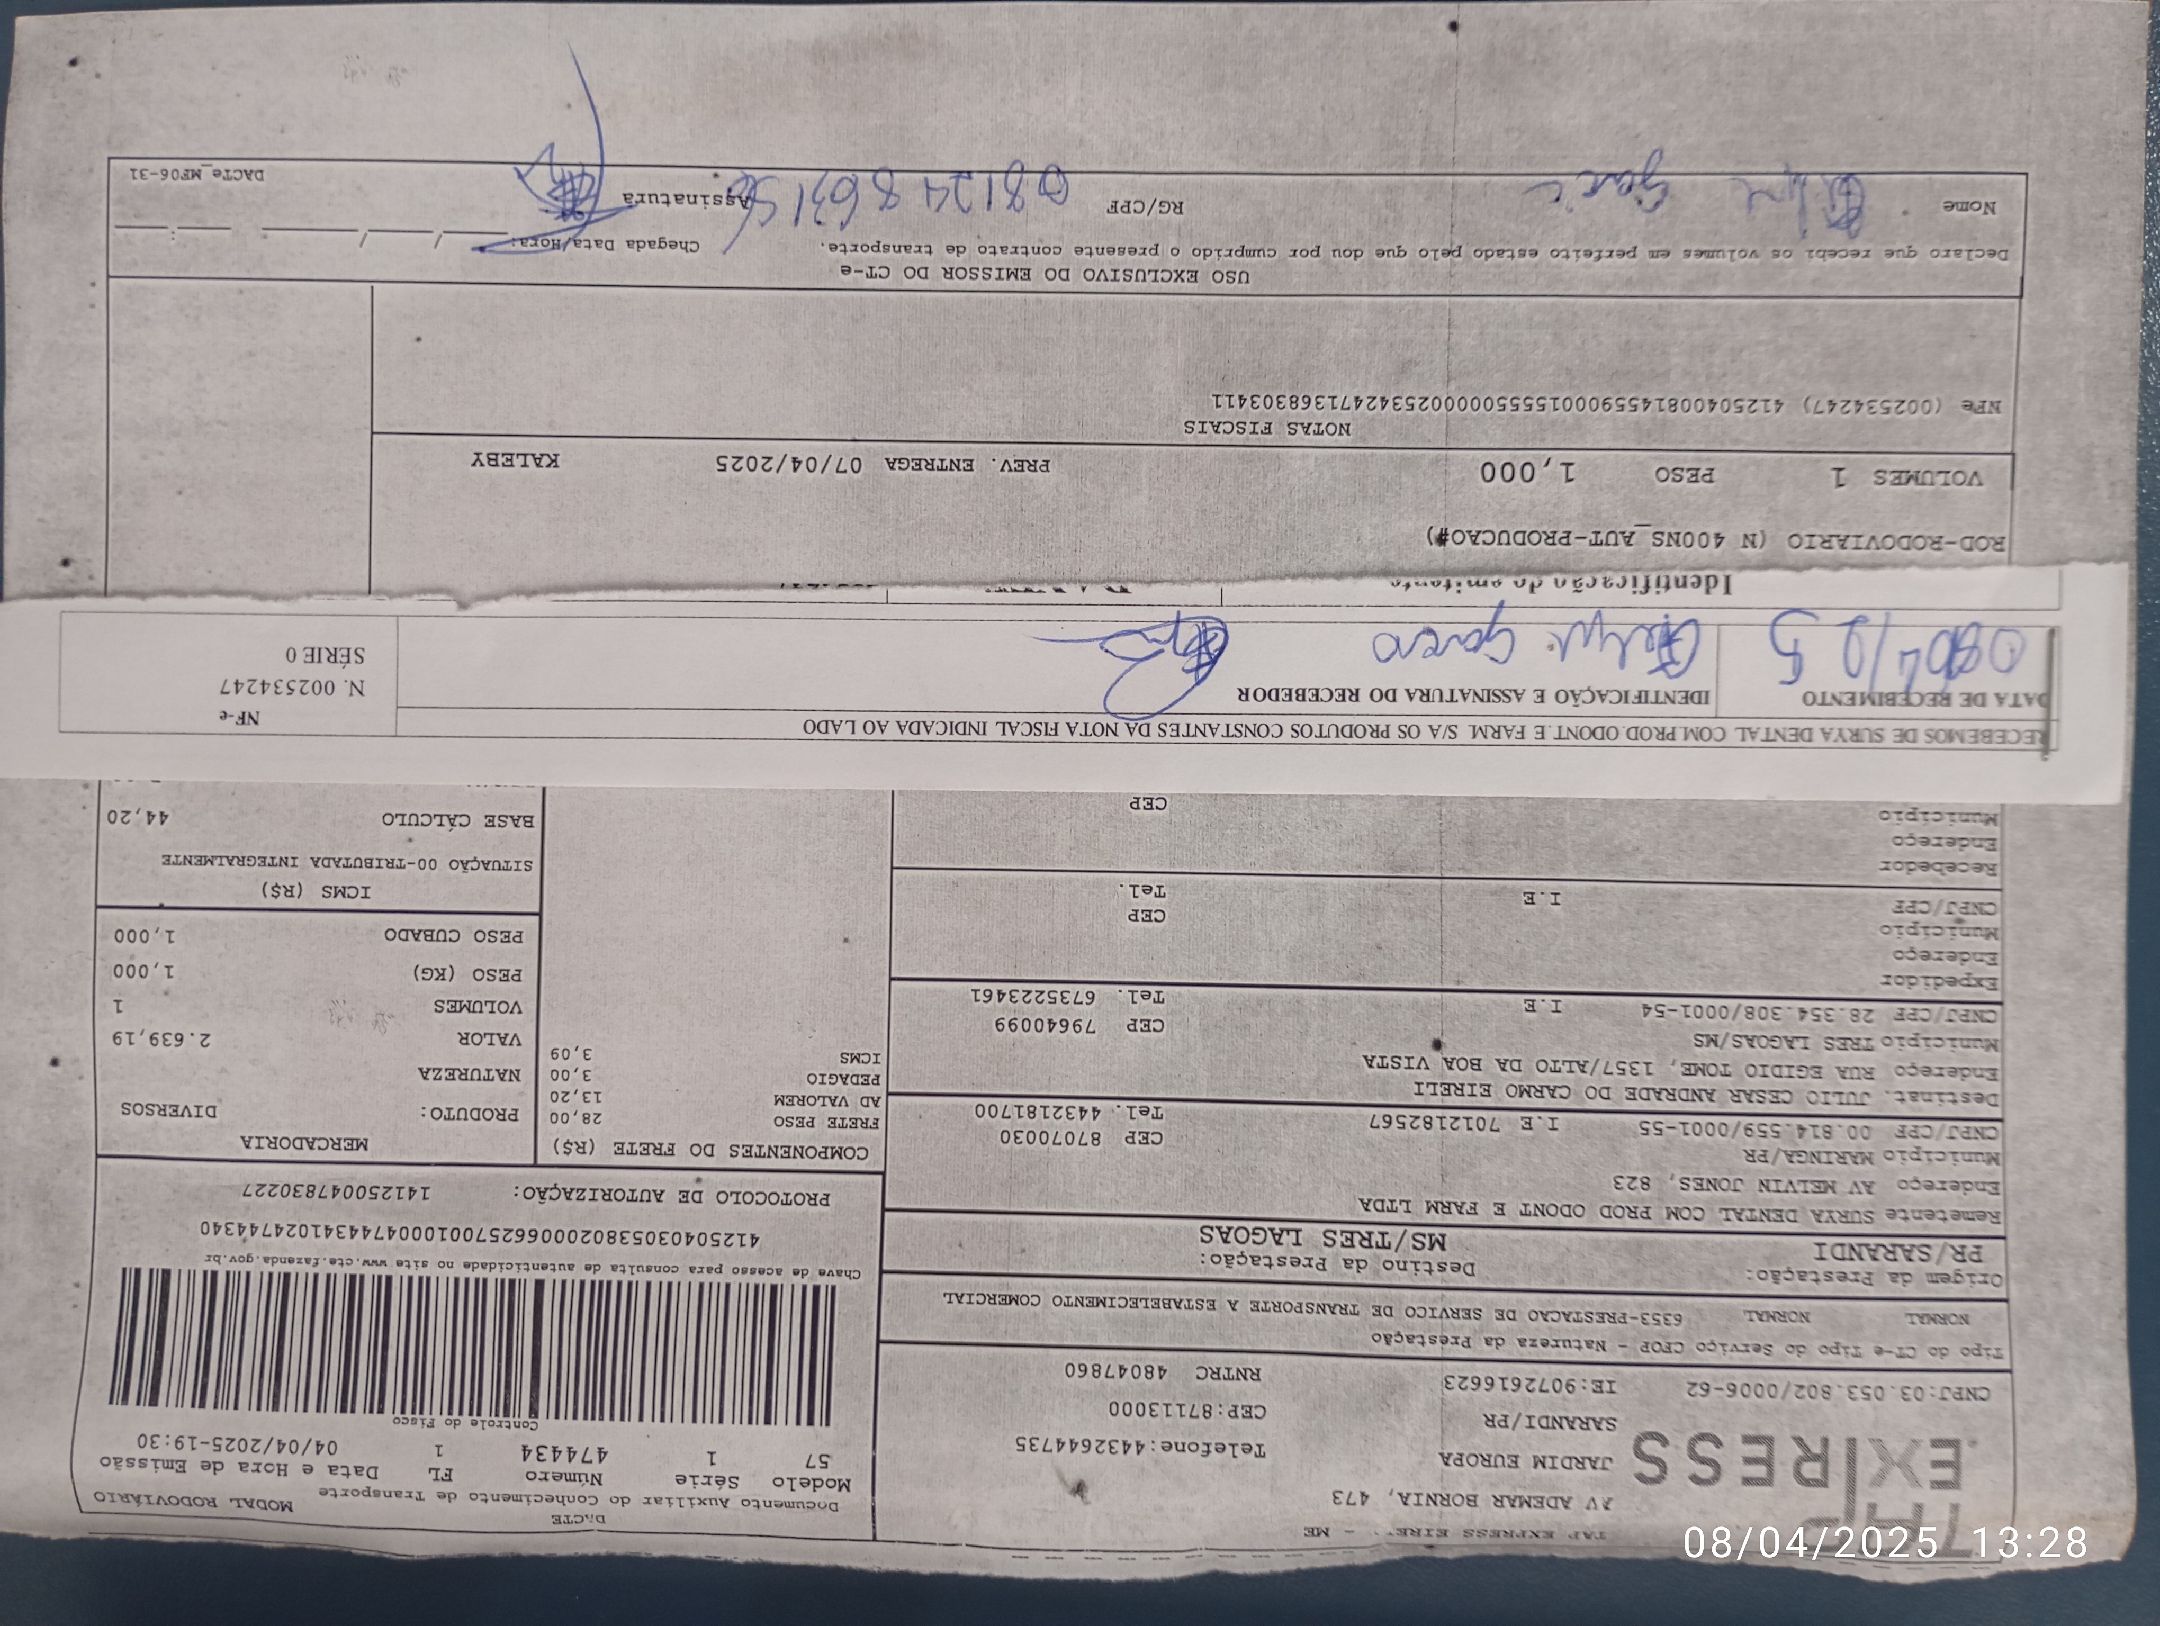 TAP EXPRESS
TAP EXPRESS EIRE - ME
AV ADEMAR BORNIA, 473
JARDIM EUROPA
Telefone:4432644735
SARANDI/PR
CEP:87113000
CNPJ:03.053.802/0006-62 IE:9072616623 RNTRC 48047860
DACTE
Documento Auxiliar do Conhecimento de Transporte MODAL RODOVIÁRIO
Modelo Série Número FL Data e Hora de Emissão
57 1 474434 1 04/04/2025-19:30
Controle do Fisco
Chave de acesso para consulta de autenticidade no site www.cte.fazenda.gov.br
41250403053802000662570010004744341024744340
PROTOCOLO DE AUTORIZAÇÃO: 141250047830227
Tipo do CT-e Tipo do Serviço CFOP - Natureza da Prestação
NORMAL NORMAL 6353-PRESTACAO DE SERVICO DE TRANSPORTE A ESTABELECIMENTO COMERCIAL
Origem da Prestação: Destino da Prestação:
PR/SARANDI MS/TRES LAGOAS
Remetente SURYA DENTAL COM PROD ODONT E FARM LTDA
Endereço AV MELVIN JONES, 823
Município MARINGA/PR CEP 87070030
CNPJ/CPF 00.814.559/0001-55 I.E 7012182567 Tel. 4432181700
Destinat. JULIO CESAR ANDRADE DO CARMO EIRELI
Endereço RUA EGIDIO TOME, 1357/ALTO DA BOA VISTA
Município TRES LAGOAS/MS CEP 79640099
CNPJ/CPF 28.354.308/0001-54 I.E Tel. 6735223461
Expedidor
Endereço
Município CEP
CNPJ/CPF I.E Tel.
Recebedor
Endereço
Município CEP
COMPONENTES DO FRETE (R$)
FRETE PESO 28,00
AD VALOREM 13,20
PEDAGIO 3,00
ICMS 3,09
MERCADORIA
PRODUTO: DIVERSOS
NATUREZA
VALOR 2.639,19
VOLUMES 1
PESO (KG) 1,000
PESO CUBADO 1,000
ICMS (R$)
SITUAÇÃO 00-TRIBUTADA INTEGRALMENTE
BASE CÁLCULO 44,20
RECEBEMOS DE SURYA DENTAL COM.PROD.ODONT.E FARM. S/A OS PRODUTOS CONSTANTES DA NOTA FISCAL INDICADA AO LADO
DATA DE RECEBIMENTO IDENTIFICAÇÃO E ASSINATURA DO RECEBEDOR
NF-e
N. 002534247
SÉRIE 0
Identificação do emitente
ROD-RODOVIARIO (N 400NS_AUT-PRODUCAO#)
VOLUMES 1 PESO 1,000 PREV. ENTREGA 07/04/2025 KALEBY
NOTAS FISCAIS
NFe (002534247) 41250400814559000155550000025342471368303411
USO EXCLUSIVO DO EMISSOR DO CT-e
Declaro que recebi os volumes em perfeito estado pelo que dou por cumprido o presente contrato de transporte. Chegada Data/Hora:
Nome RG/CPF 08124863156 Assinatura
DACTe_MF06-31
08/04/2025 13:28